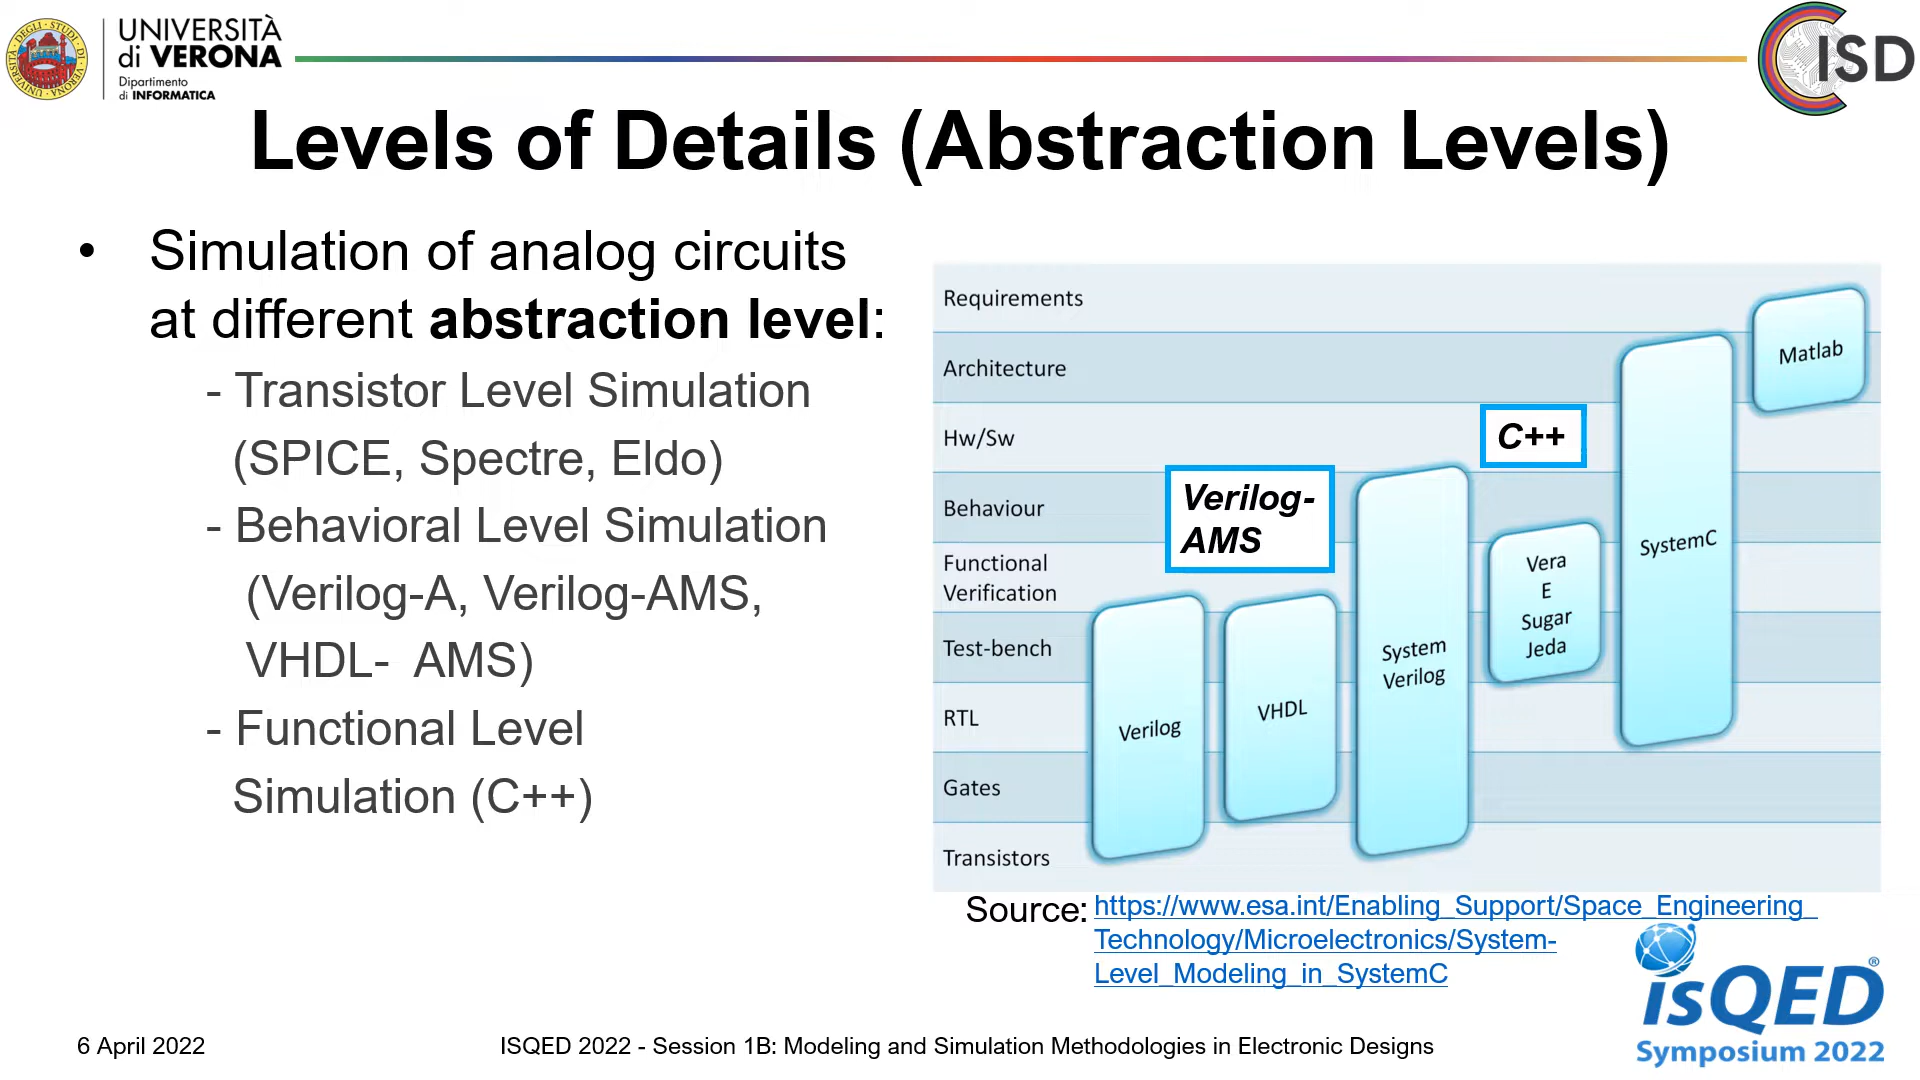 UNIVERSITÀ
di VERONA
Dipartimento
di INFORMATICA
ISD
Levels of Details (Abstraction Levels)
• Simulation of analog circuits
at different abstraction level:
- Transistor Level Simulation
(SPICE, Spectre, Eldo)
- Behavioral Level Simulation
(Verilog-A, Verilog-AMS,
VHDL- AMS)
- Functional Level
Simulation (C++)
Requirements
Architecture
Hw/Sw
Behaviour
Functional
Verification
Test-bench
RTL
Gates
Transistors
Verilog
VHDL
Verilog-
AMS
System
Verilog
C++
Vera
E
Sugar
Jeda
SystemC
Matlab
Source: https://www.esa.int/Enabling_Support/Space_Engineering_
Technology/Microelectronics/System-
Level_Modeling_in_SystemC
isQED®
Symposium 2022
6 April 2022
ISQED 2022 - Session 1B: Modeling and Simulation Methodologies in Electronic Designs